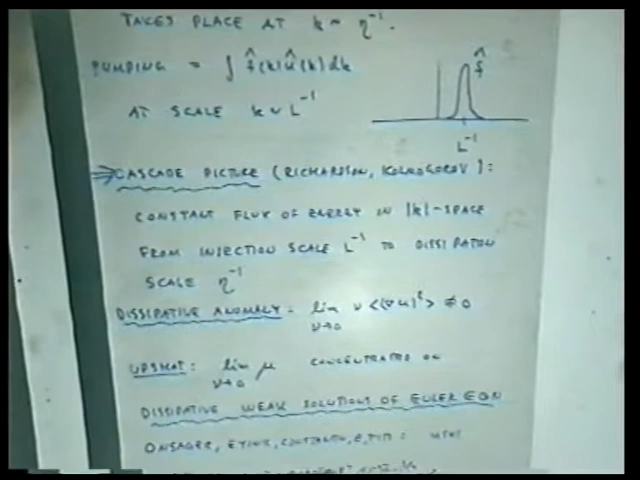 TAKES PLACE AT k ~ η⁻¹.
PUMPING = ∫ f̂(k) û(k) dk
f̂
AT SCALE k ~ L⁻¹
L⁻¹
⇒ CASCADE PICTURE (RICHARDSON, KOLMOGOROV):
CONSTANT FLUX OF ENERGY IN |k|-SPACE
FROM INJECTION SCALE L⁻¹ TO DISSIPATION
SCALE η⁻¹
DISSIPATIVE ANOMALY: lim ν <(∇u)²> ≠ 0
ν→0
UPSHOT: lim μ CONCENTRATED ON
ν→0
DISSIPATIVE WEAK SOLUTIONS OF EULER EQN
ONSAGER, EYINK, CONSTANTIN, E, TITI: